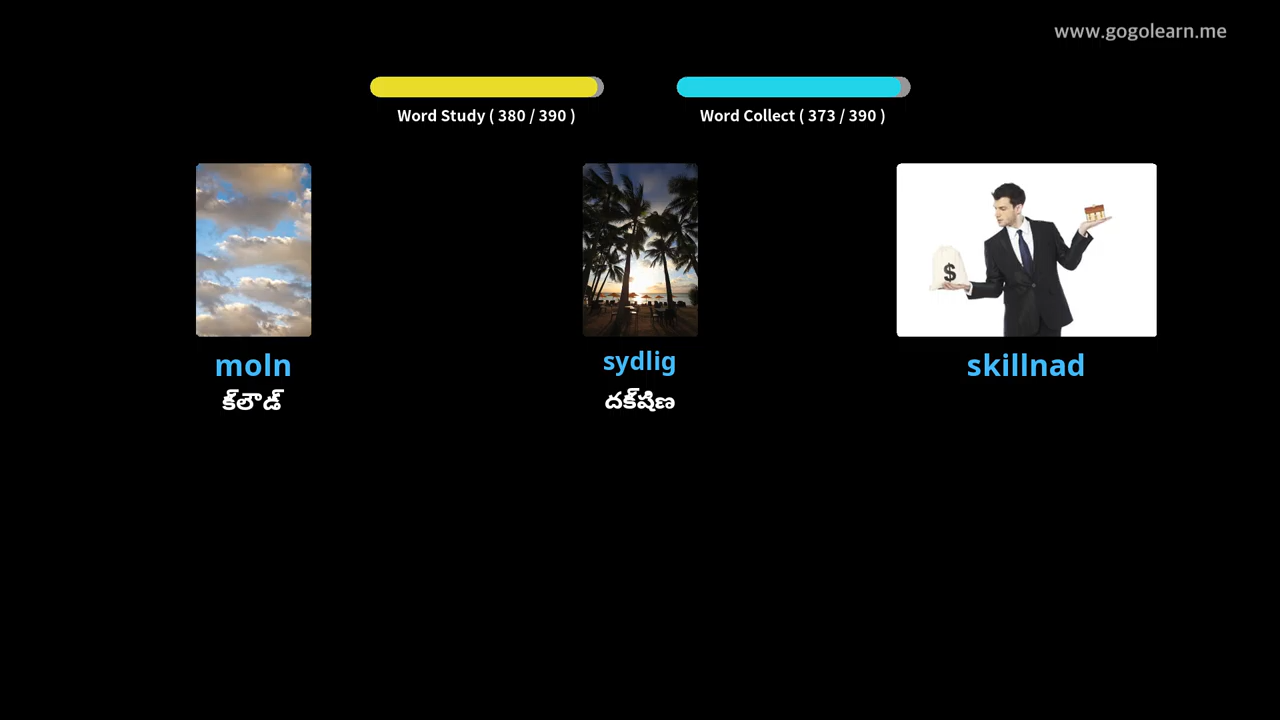 www.gogolearn.me
Word Study ( 380 / 390 )
Word Collect ( 373 / 390 )
moln
sydlig
skillnad
క్‌లౌడ్
దక్‌షిణ
$